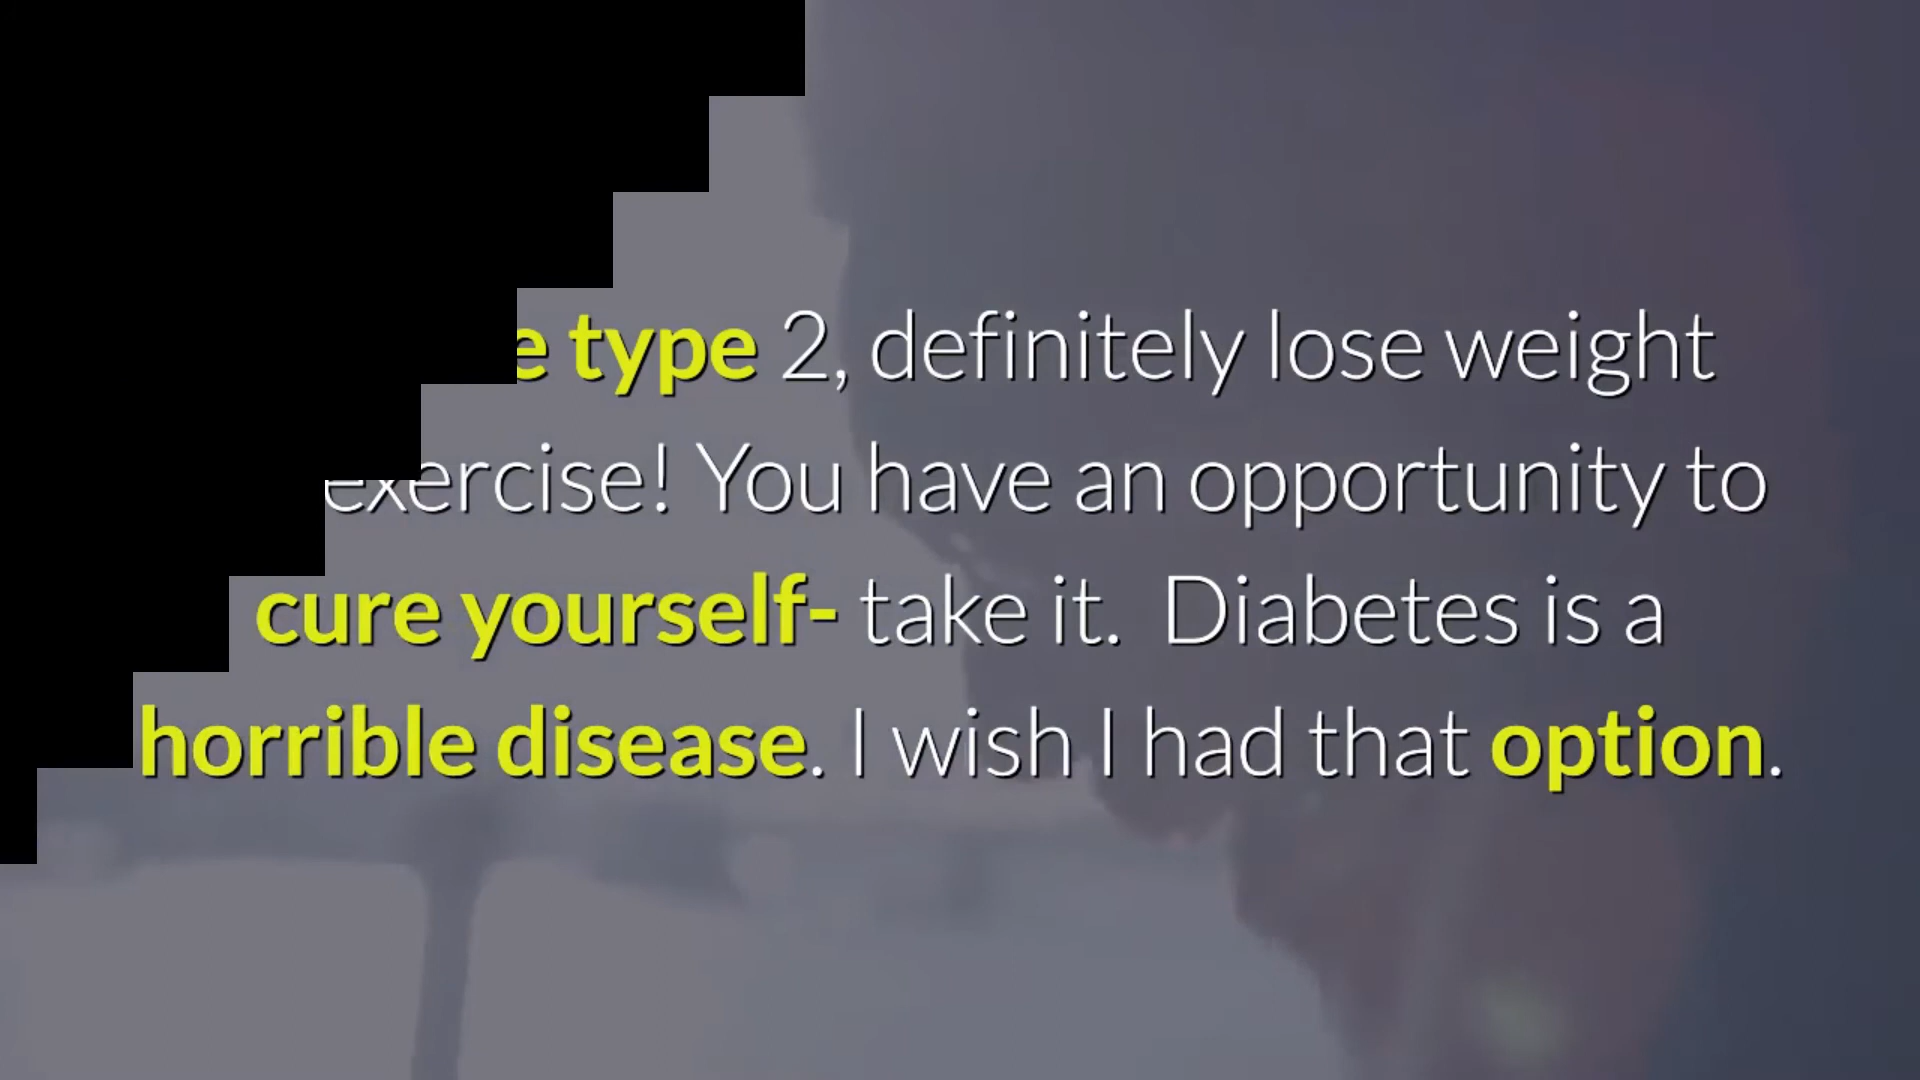 type 2, definitely lose weight
exercise! You have an opportunity to
cure yourself- take it. Diabetes is a
horrible disease. I wish I had that option.